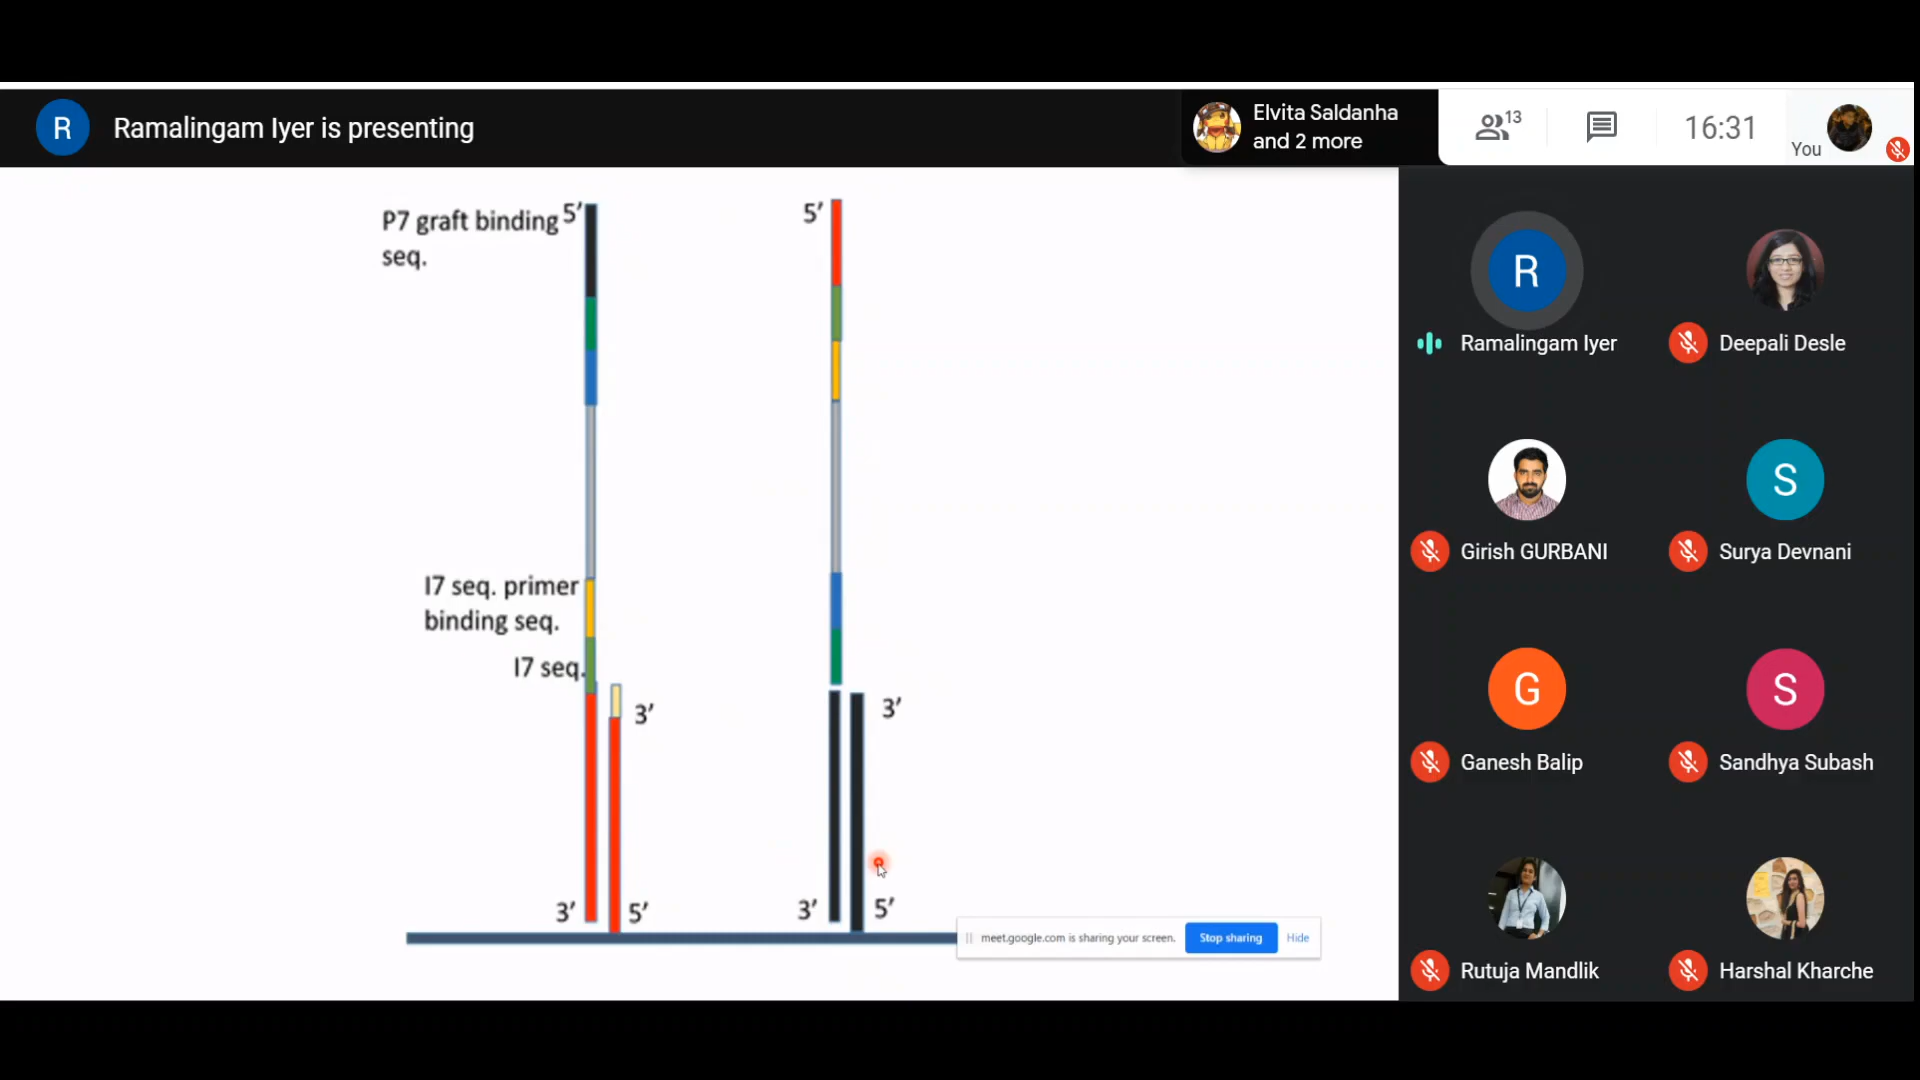 R
Ramalingam Iyer is presenting
Elvita Saldanha
and 2 more
13
16:31
You
P7 graft binding
seq.
5′
5′
I7 seq. primer
binding seq.
I7 seq.
3′
3′
3′
5′
3′
5′
meet.google.com is sharing your screen.
Stop sharing
Hide
R
Ramalingam Iyer
Deepali Desle
Girish GURBANI
S
Surya Devnani
G
Ganesh Balip
S
Sandhya Subash
Rutuja Mandlik
Harshal Kharche